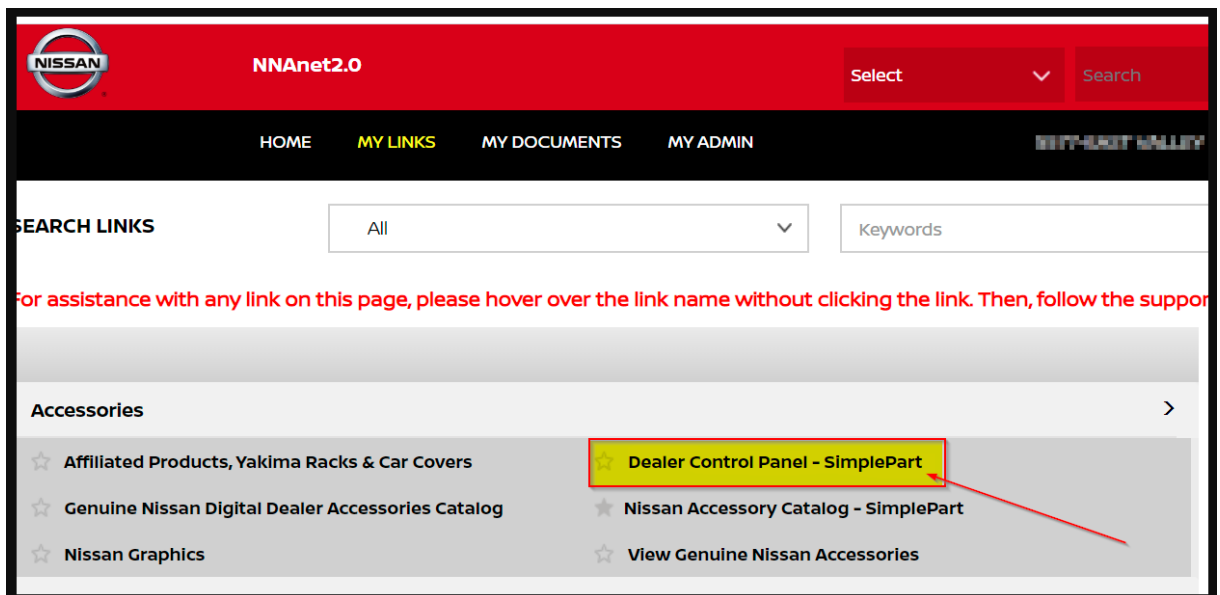 NISSAN
NNAnet2.0
Select
Search
HOME MY LINKS MY DOCUMENTS MY ADMIN
SEARCH LINKS
All
Keywords
For assistance with any link on this page, please hover over the link name without clicking the link. Then, follow the suppor
Accessories
Affiliated Products, Yakima Racks & Car Covers
Dealer Control Panel - SimplePart
Genuine Nissan Digital Dealer Accessories Catalog
Nissan Accessory Catalog - SimplePart
Nissan Graphics
View Genuine Nissan Accessories